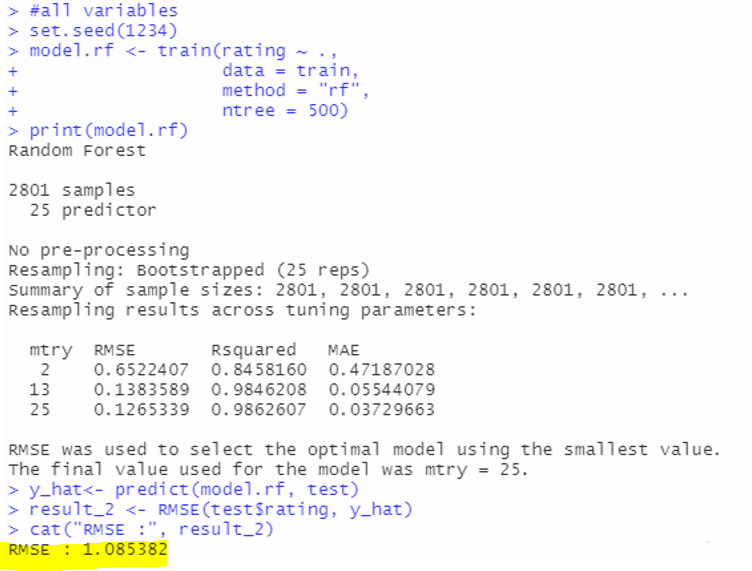 > #all variables
> set.seed(1234)
> model.rf <- train(rating ~ .,
+                   data = train,
+                   method = "rf",
+                   ntree = 500)
> print(model.rf)
Random Forest

2801 samples
  25 predictor

No pre-processing
Resampling: Bootstrapped (25 reps)
Summary of sample sizes: 2801, 2801, 2801, 2801, 2801, 2801, ...
Resampling results across tuning parameters:

  mtry  RMSE       Rsquared   MAE
   2    0.6522407  0.8458160  0.47187028
  13    0.1383589  0.9846208  0.05544079
  25    0.1265339  0.9862607  0.03729663

RMSE was used to select the optimal model using the smallest value.
The final value used for the model was mtry = 25.
> y_hat<- predict(model.rf, test)
> result_2 <- RMSE(test$rating, y_hat)
> cat("RMSE :", result_2)
RMSE : 1.085382